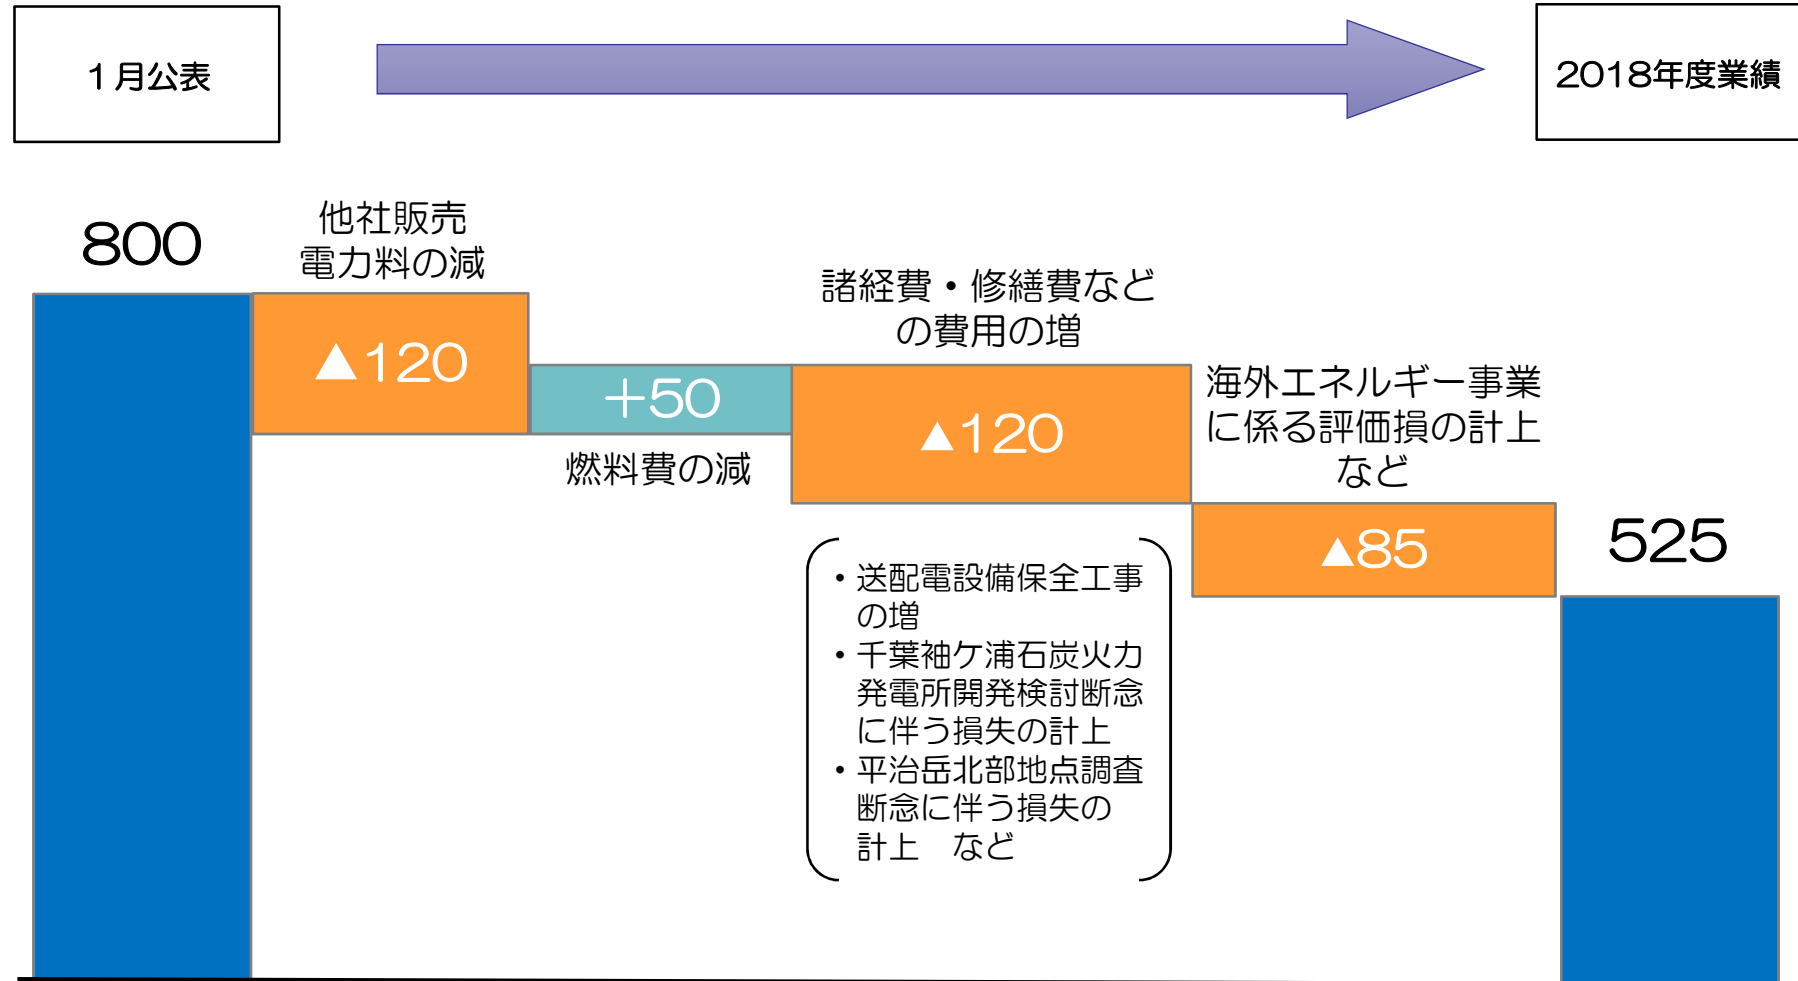 １月公表
2018年度業績
800
他社販売
電力料の減
▲120
＋50
燃料費の減
諸経費・修繕費など
の費用の増
▲120
・送配電設備保全工事
の増
・千葉袖ケ浦石炭火力
発電所開発検討断念
に伴う損失の計上
・平治岳北部地点調査
断念に伴う損失の
計上　など
海外エネルギー事業
に係る評価損の計上
など
▲85
525